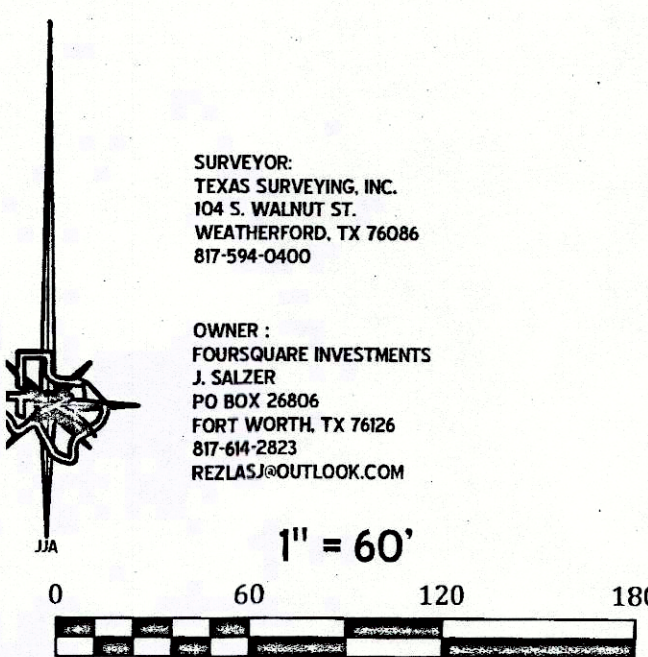 SURVEYOR:
TEXAS SURVEYING, INC.
104 S. WALNUT ST.
WEATHERFORD, TX 76086
817-594-0400
OWNER :
FOURSQUARE INVESTMENTS
J. SALZER
PO BOX 26806
FORT WORTH, TX 76126
817-614-2823
REZLASJ@OUTLOOK.COM
JJA
1" = 60'
0 60 120 180